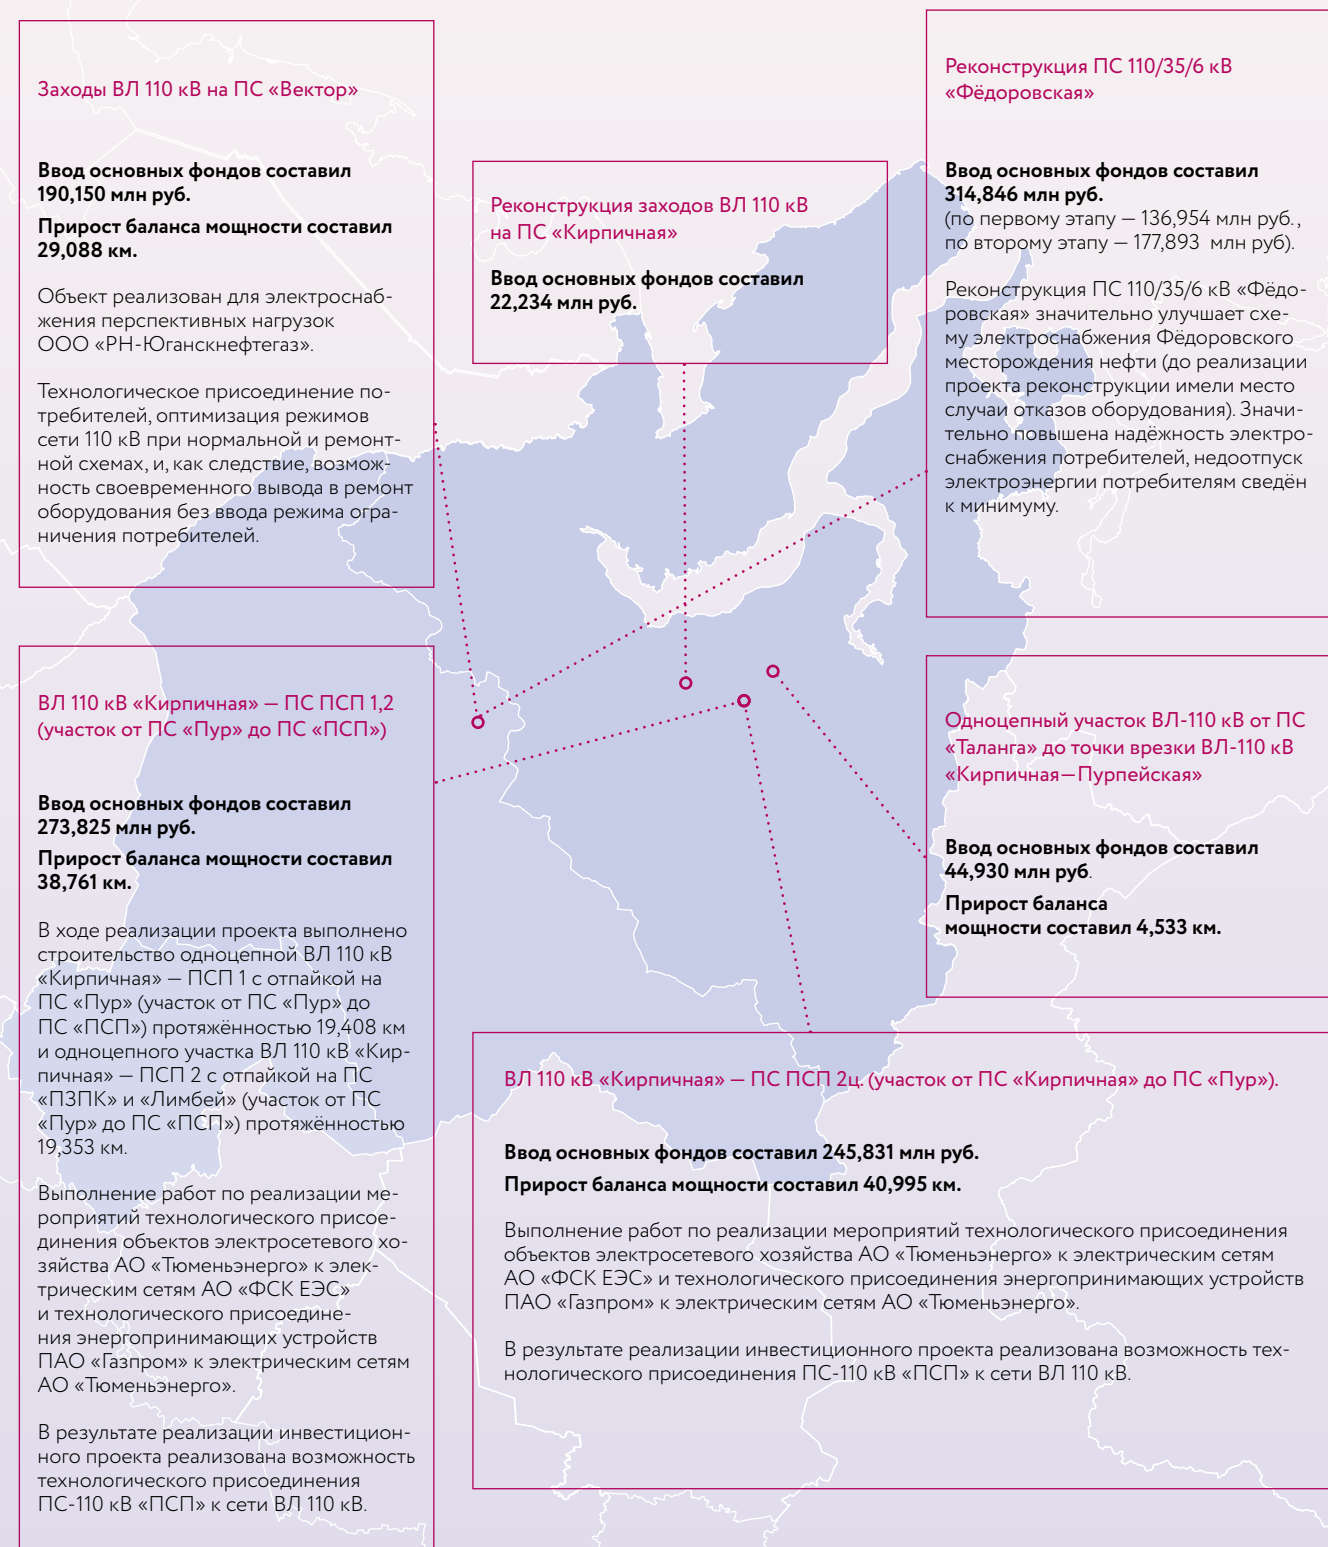 Заходы ВЛ 110 кВ на ПС «Вектор»
Ввод основных фондов составил
190,150 млн руб.
Прирост баланса мощности составил
29,088 км.
Объект реализован для электроснаб-
жения перспективных нагрузок
ООО «РН-Юганскнефтегаз».
Технологическое присоединение по-
требителей, оптимизация режимов
сети 110 кВ при нормальной и ремонт-
ной схемах, и, как следствие, возмож-
ность своевременного вывода в ремонт
оборудования без ввода режима огра-
ничения потребителей.
Реконструкция заходов ВЛ 110 кВ
на ПС «Кирпичная»
Ввод основных фондов составил
22,234 млн руб.
Реконструкция ПС 110/35/6 кВ
«Фёдоровская»
Ввод основных фондов составил
314,846 млн руб.
(по первому этапу — 136,954 млн руб.,
по второму этапу — 177,893 млн руб).
Реконструкция ПС 110/35/6 кВ «Фёдо-
ровская» значительно улучшает схе-
му электроснабжения Фёдоровского
месторождения нефти (до реализации
проекта реконструкции имели место
случаи отказов оборудования). Значи-
тельно повышена надёжность электро-
снабжения потребителей, недоотпуск
электроэнергии потребителям сведён
к минимуму.
ВЛ 110 кВ «Кирпичная» — ПС ПСП 1,2
(участок от ПС «Пур» до ПС «ПСП»)
Ввод основных фондов составил
273,825 млн руб.
Прирост баланса мощности составил
38,761 км.
В ходе реализации проекта выполнено
строительство одноцепной ВЛ 110 кВ
«Кирпичная» — ПСП 1 с отпайкой на
ПС «Пур» (участок от ПС «Пур» до
ПС «ПСП») протяжённостью 19,408 км
и одноцепного участка ВЛ 110 кВ «Кир-
пичная» — ПСП 2 с отпайкой на ПС
«ПЗПК» и «Лимбей» (участок от ПС
«Пур» до ПС «ПСП») протяжённостью
19,353 км.
Выполнение работ по реализации ме-
роприятий технологического присое-
динения объектов электросетевого хо-
зяйства АО «Тюменьэнерго» к элек-
трическим сетям АО «ФСК ЕЭС»
и технологического присоедине-
ния энергопринимающих устройств
ПАО «Газпром» к электрическим сетям
АО «Тюменьэнерго».
В результате реализации инвестицион-
ного проекта реализована возможность
технологического присоединения
ПС-110 кВ «ПСП» к сети ВЛ 110 кВ.
Одноцепный участок ВЛ-110 кВ от ПС
«Таланга» до точки врезки ВЛ-110 кВ
«Кирпичная—Пурпейская»
Ввод основных фондов составил
44,930 млн руб.
Прирост баланса
мощности составил 4,533 км.
ВЛ 110 кВ «Кирпичная» — ПС ПСП 2ц. (участок от ПС «Кирпичная» до ПС «Пур»).
Ввод основных фондов составил 245,831 млн руб.
Прирост баланса мощности составил 40,995 км.
Выполнение работ по реализации мероприятий технологического присоединения
объектов электросетевого хозяйства АО «Тюменьэнерго» к электрическим сетям
АО «ФСК ЕЭС» и технологического присоединения энергопринимающих устройств
ПАО «Газпром» к электрическим сетям АО «Тюменьэнерго».
В результате реализации инвестиционного проекта реализована возможность тех-
нологического присоединения ПС-110 кВ «ПСП» к сети ВЛ 110 кВ.